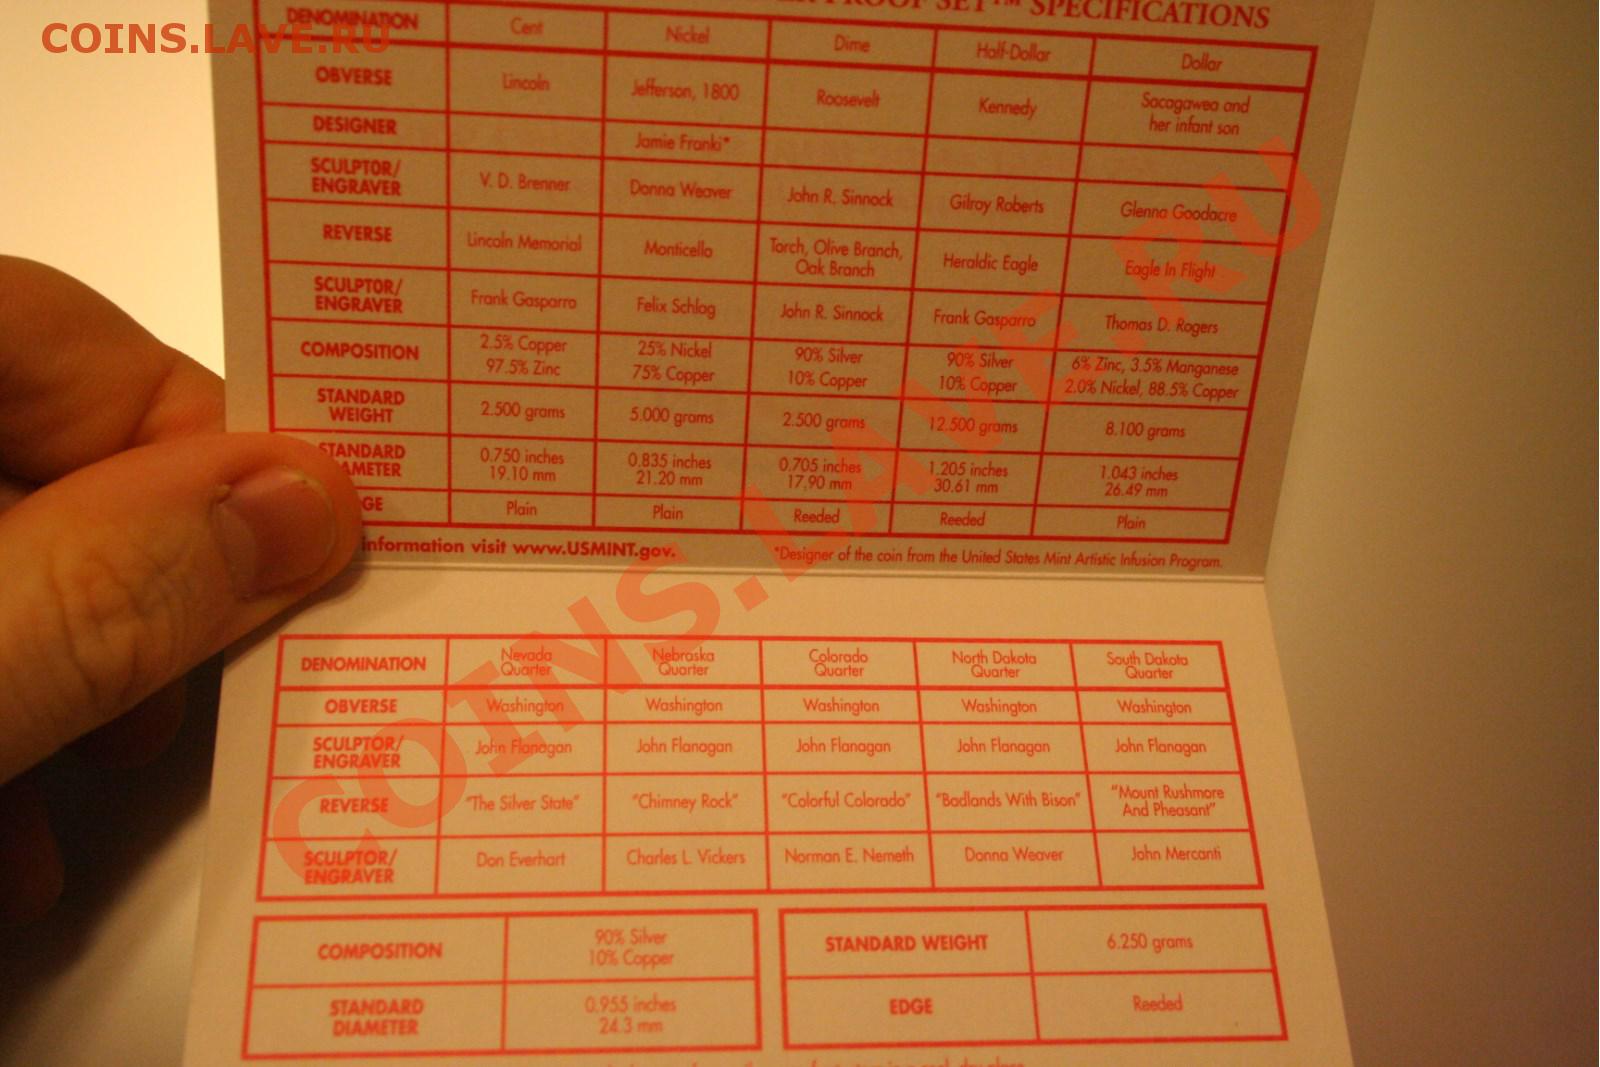 COINS.LAVE.RU
PROOF SET™ SPECIFICATIONS
DENOMINATION Cent Nickel Dime Half-Dollar Dollar
OBVERSE Lincoln Jefferson, 1800 Roosevelt Kennedy Sacagawea and
her infant son
DESIGNER Jamie Franki*
SCULPTOR/
ENGRAVER V. D. Brenner Donna Weaver John R. Sinnock Gilroy Roberts Glenna Goodacre
REVERSE Lincoln Memorial Monticello Torch, Olive Branch,
Oak Branch Heraldic Eagle Eagle In Flight
SCULPTOR/
ENGRAVER Frank Gasparro Felix Schlag John R. Sinnock Frank Gasparro Thomas D. Rogers
COMPOSITION 2.5% Copper 25% Nickel 90% Silver 90% Silver 6% Zinc, 3.5% Manganese
97.5% Zinc 75% Copper 10% Copper 10% Copper 2.0% Nickel, 88.5% Copper
STANDARD
WEIGHT 2.500 grams 5.000 grams 2.500 grams 12.500 grams 8.100 grams
STANDARD 0.750 inches 0.835 inches 0.705 inches 1.205 inches 1.043 inches
AMETER 19.10 mm 21.20 mm 17,90 mm 30.61 mm 26.49 mm
GE Plain Plain Reeded Reeded Plain
information visit www.USMINT.gov.
*Designer of the coin from the United States Mint Artistic Infusion Program.
DENOMINATION Nevada Nebraska Colorado North Dakota South Dakota
Quarter Quarter Quarter Quarter Quarter
OBVERSE Washington Washington Washington Washington Washington
SCULPTOR/
ENGRAVER John Flanagan John Flanagan John Flanagan John Flanagan John Flanagan
REVERSE "The Silver State" "Chimney Rock" "Colorful Colorado" "Badlands With Bison" "Mount Rushmore
And Pheasant"
SCULPTOR/
ENGRAVER Don Everhart Charles L. Vickers Norman E. Nemeth Donna Weaver John Mercanti
COMPOSITION 90% Silver
10% Copper
STANDARD WEIGHT 6.250 grams
STANDARD
DIAMETER 0.955 inches
24.3 mm
EDGE Reeded
COINS.LAVE.RU